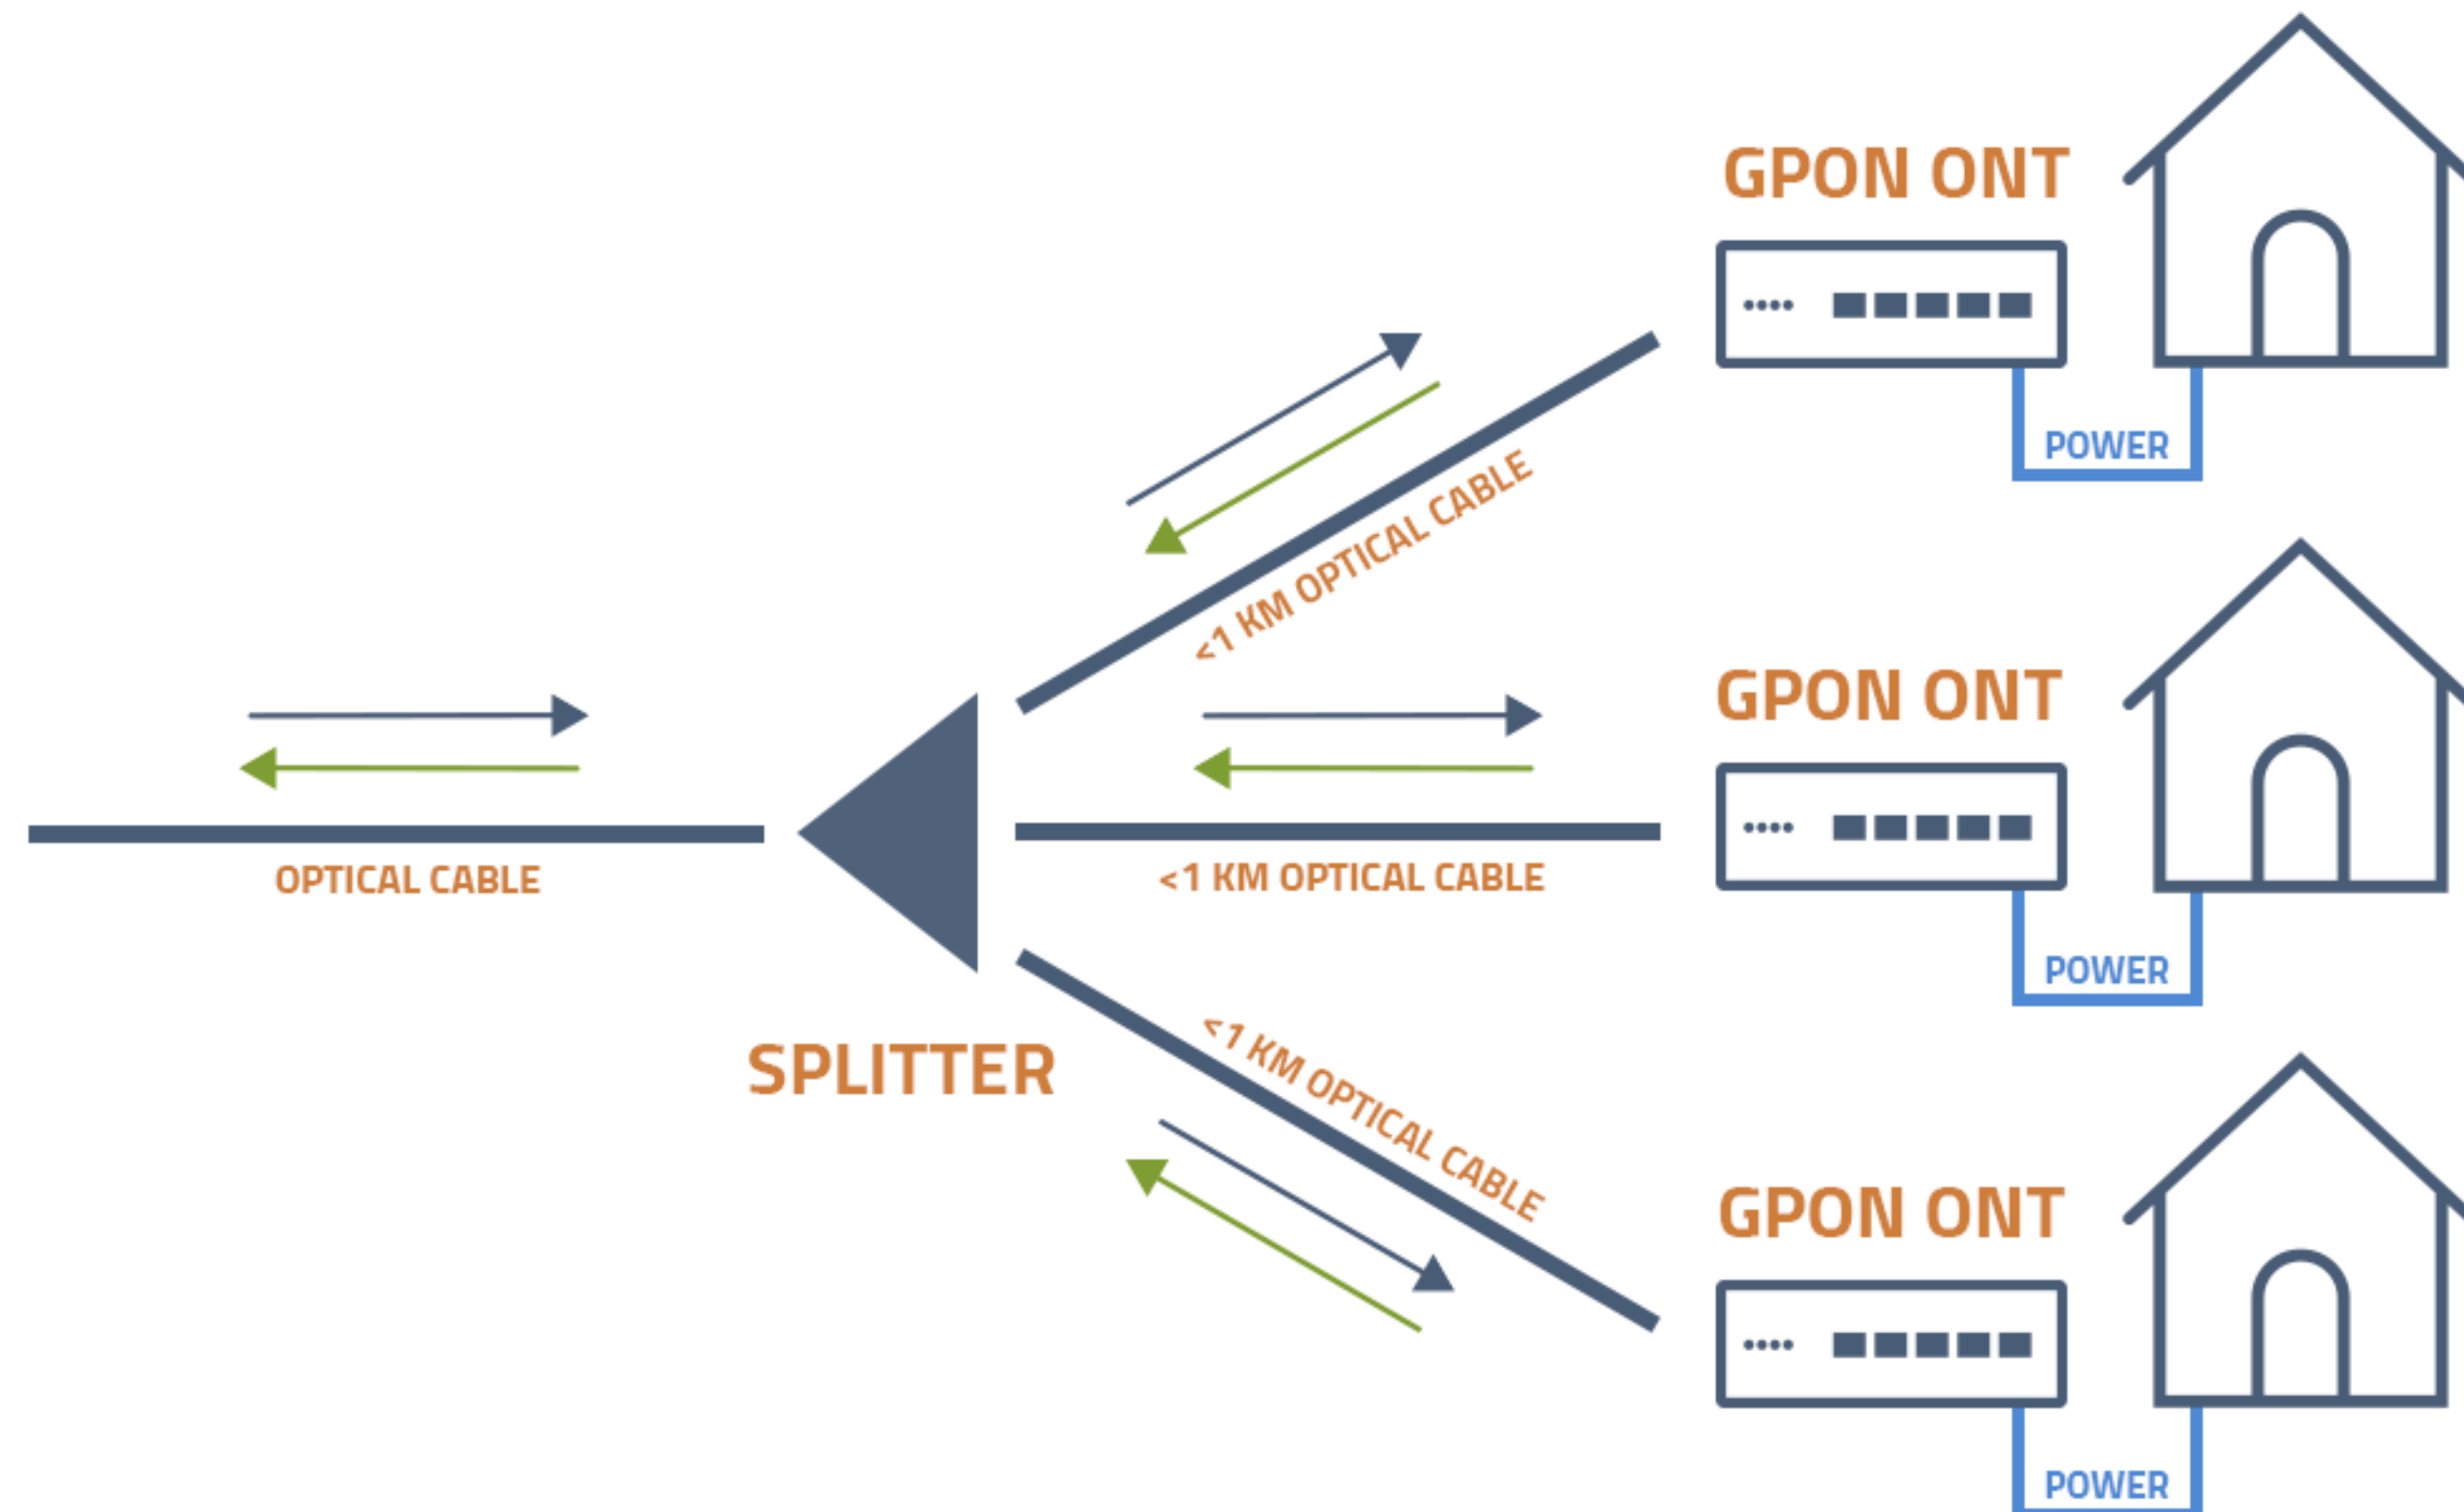 GPON ONT
POWER
<1 KM OPTICAL CABLE
GPON ONT
OPTICAL CABLE
<1 KM OPTICAL CABLE
POWER
SPLITTER
<1 KM OPTICAL CABLE
GPON ONT
POWER